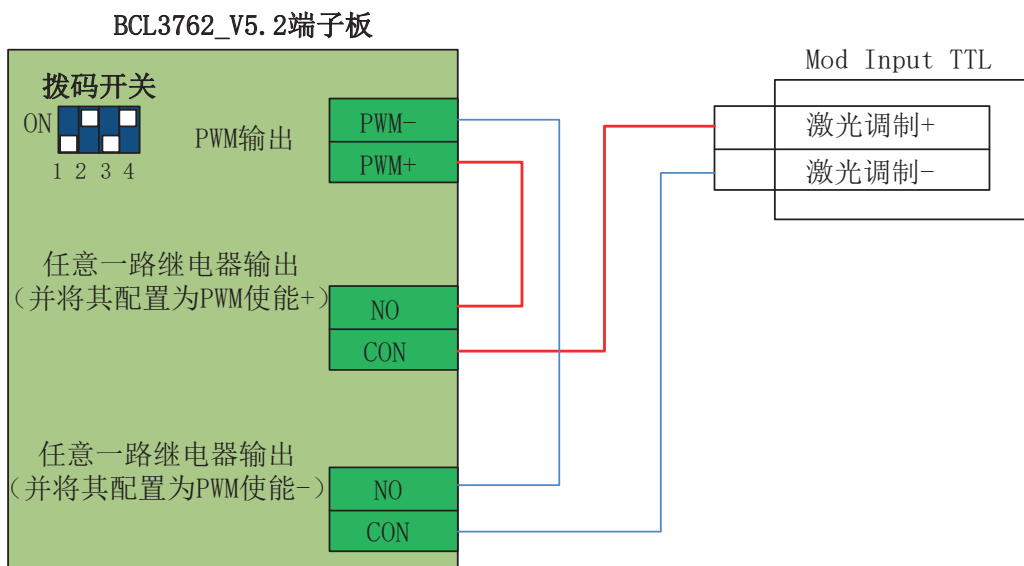 BCL3762_V5.2端子板
Mod Input TTL
拨码开关
ON
1 2 3 4
PWM输出
PWM-
PWM+
激光调制+
激光调制-
任意一路继电器输出
（并将其配置为PWM使能+）
NO
CON
任意一路继电器输出
（并将其配置为PWM使能-）
NO
CON